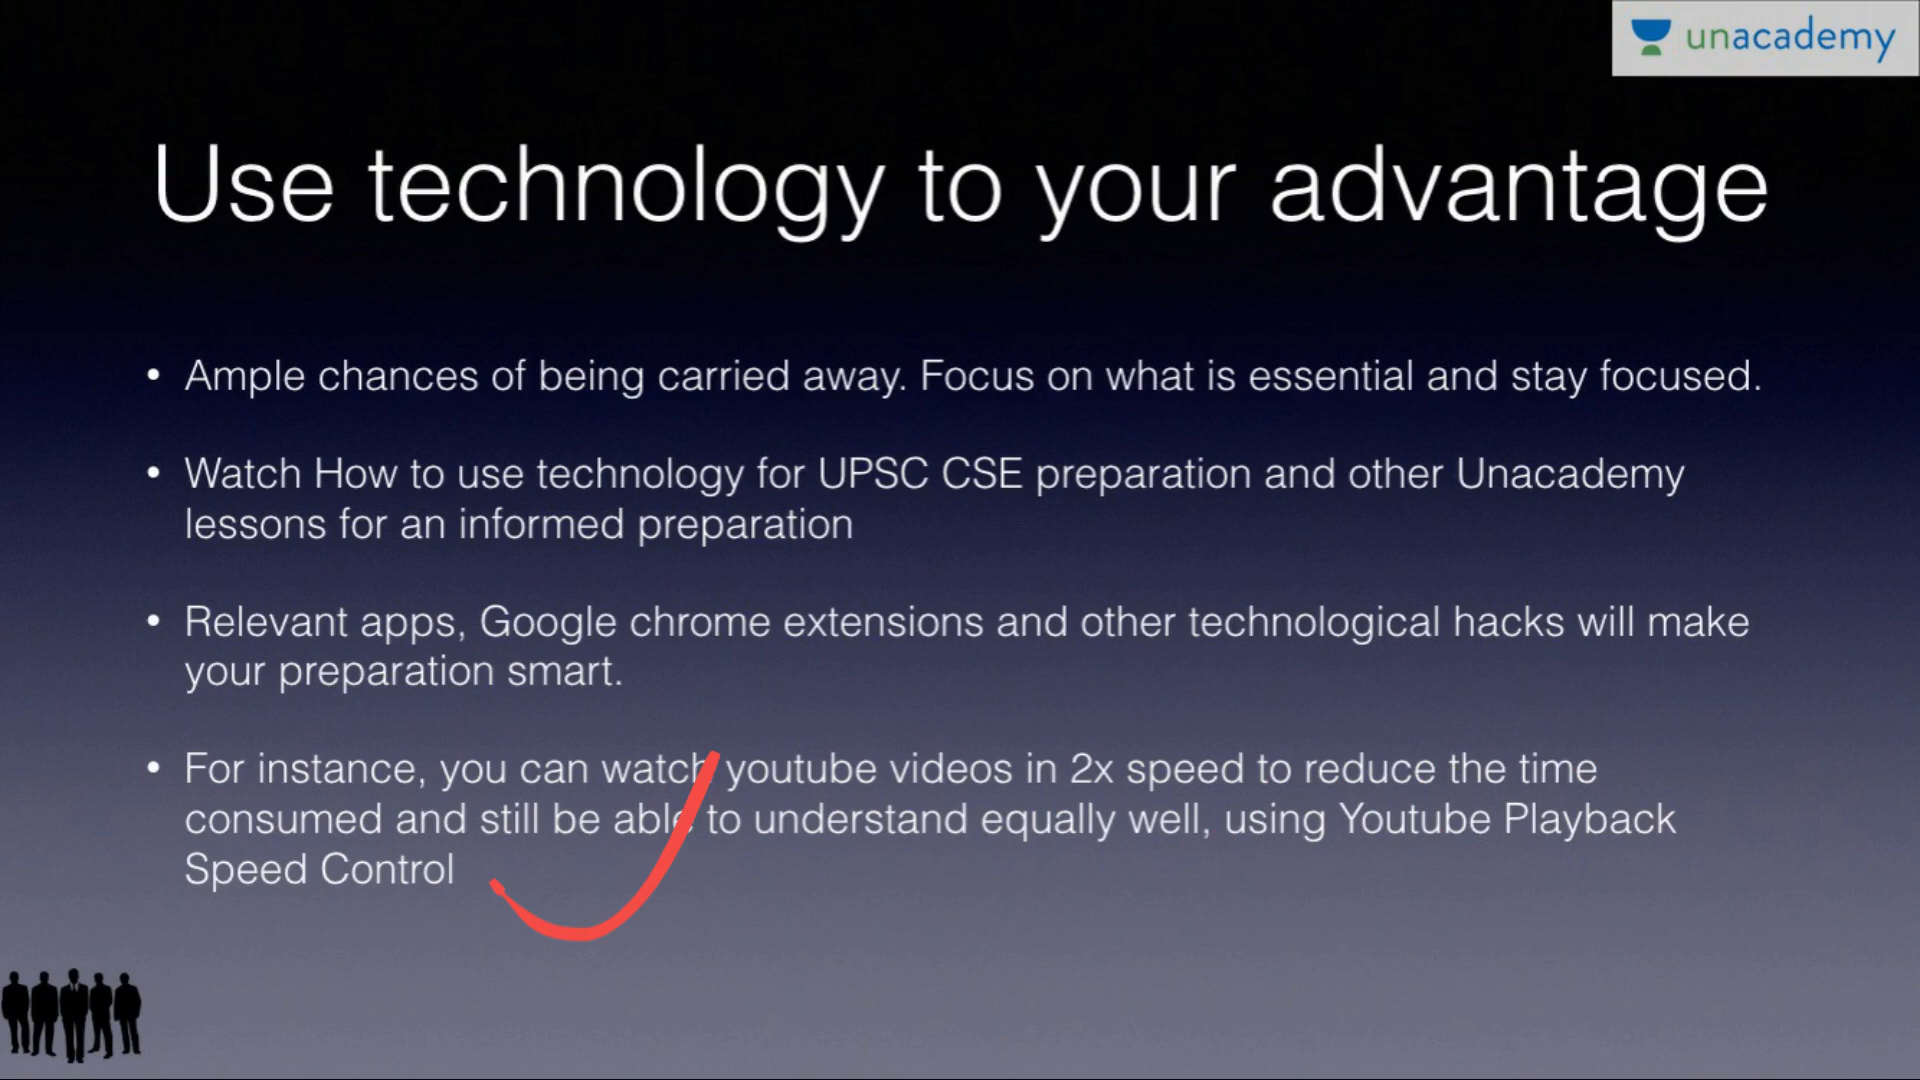 unacademy
Use technology to your advantage
• Ample chances of being carried away. Focus on what is essential and stay focused.
• Watch How to use technology for UPSC CSE preparation and other Unacademy
lessons for an informed preparation
• Relevant apps, Google chrome extensions and other technological hacks will make
your preparation smart.
• For instance, you can watch youtube videos in 2x speed to reduce the time
consumed and still be able to understand equally well, using Youtube Playback
Speed Control